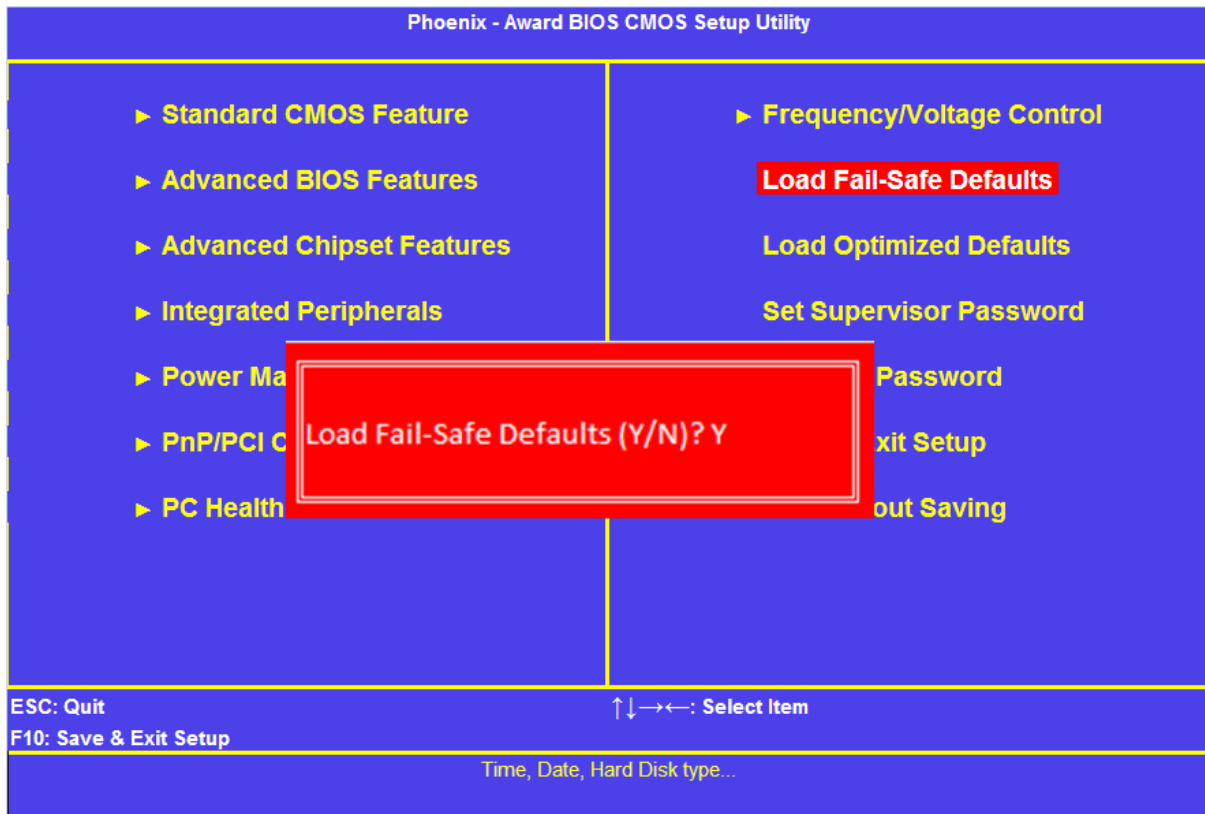 Phoenix - Award BIOS CMOS Setup Utility
► Standard CMOS Feature
► Advanced BIOS Features
► Advanced Chipset Features
► Integrated Peripherals
► Power Ma
► PnP/PCI C
► PC Health
► Frequency/Voltage Control
Load Fail-Safe Defaults
Load Optimized Defaults
Set Supervisor Password
Password
xit Setup
out Saving
Load Fail-Safe Defaults (Y/N)? Y
ESC: Quit
↑↓→←: Select Item
F10: Save & Exit Setup
Time, Date, Hard Disk type...